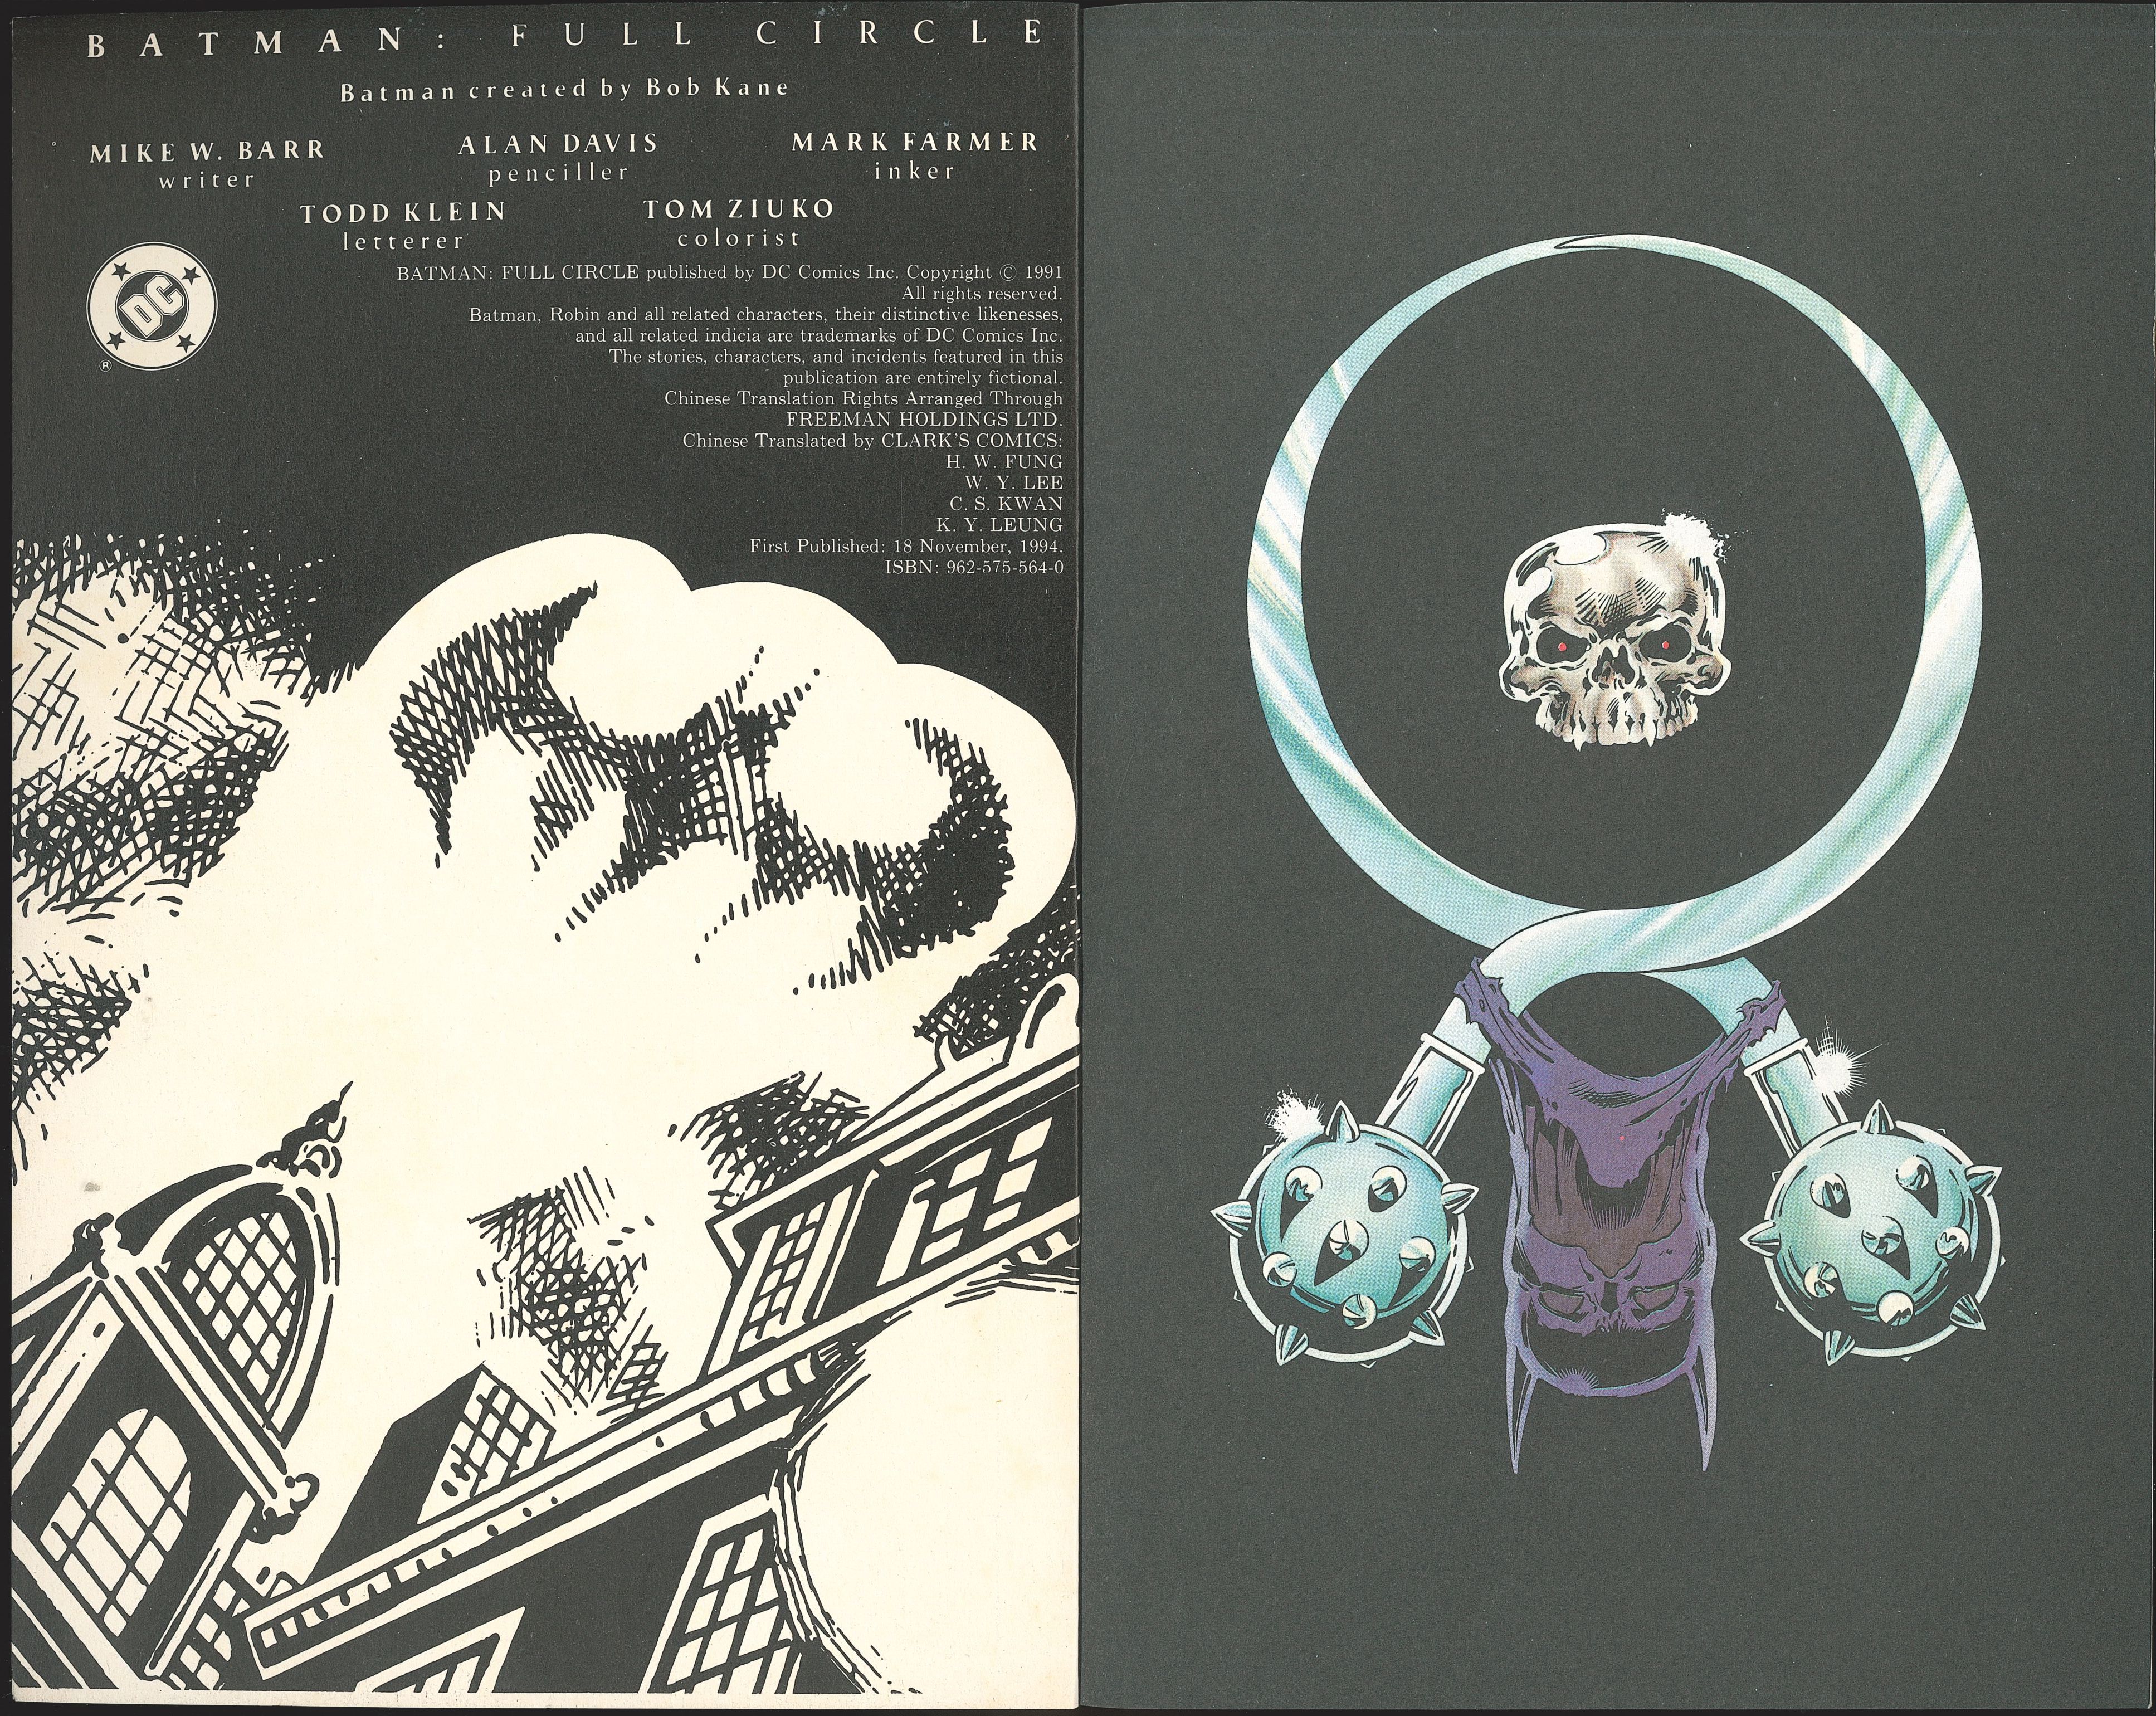 BATMAN: FULL CIRCLE
Batman created by Bob Kane
MIKE W. BARR
writer
ALAN DAVIS
penciller
MARK FARMER
inker
TODD KLEIN
letterer
TOM ZIUKO
colorist
DC
®
BATMAN: FULL CIRCLE published by DC Comics Inc. Copyright © 1991
All rights reserved.
Batman, Robin and all related characters, their distinctive likenesses,
and all related indicia are trademarks of DC Comics Inc.
The stories, characters, and incidents featured in this
publication are entirely fictional.
Chinese Translation Rights Arranged Through
FREEMAN HOLDINGS LTD.
Chinese Translated by CLARK'S COMICS:
H. W. FUNG
W. Y. LEE
C. S. KWAN
K. Y. LEUNG
First Published: 18 November, 1994.
ISBN: 962-575-564-0